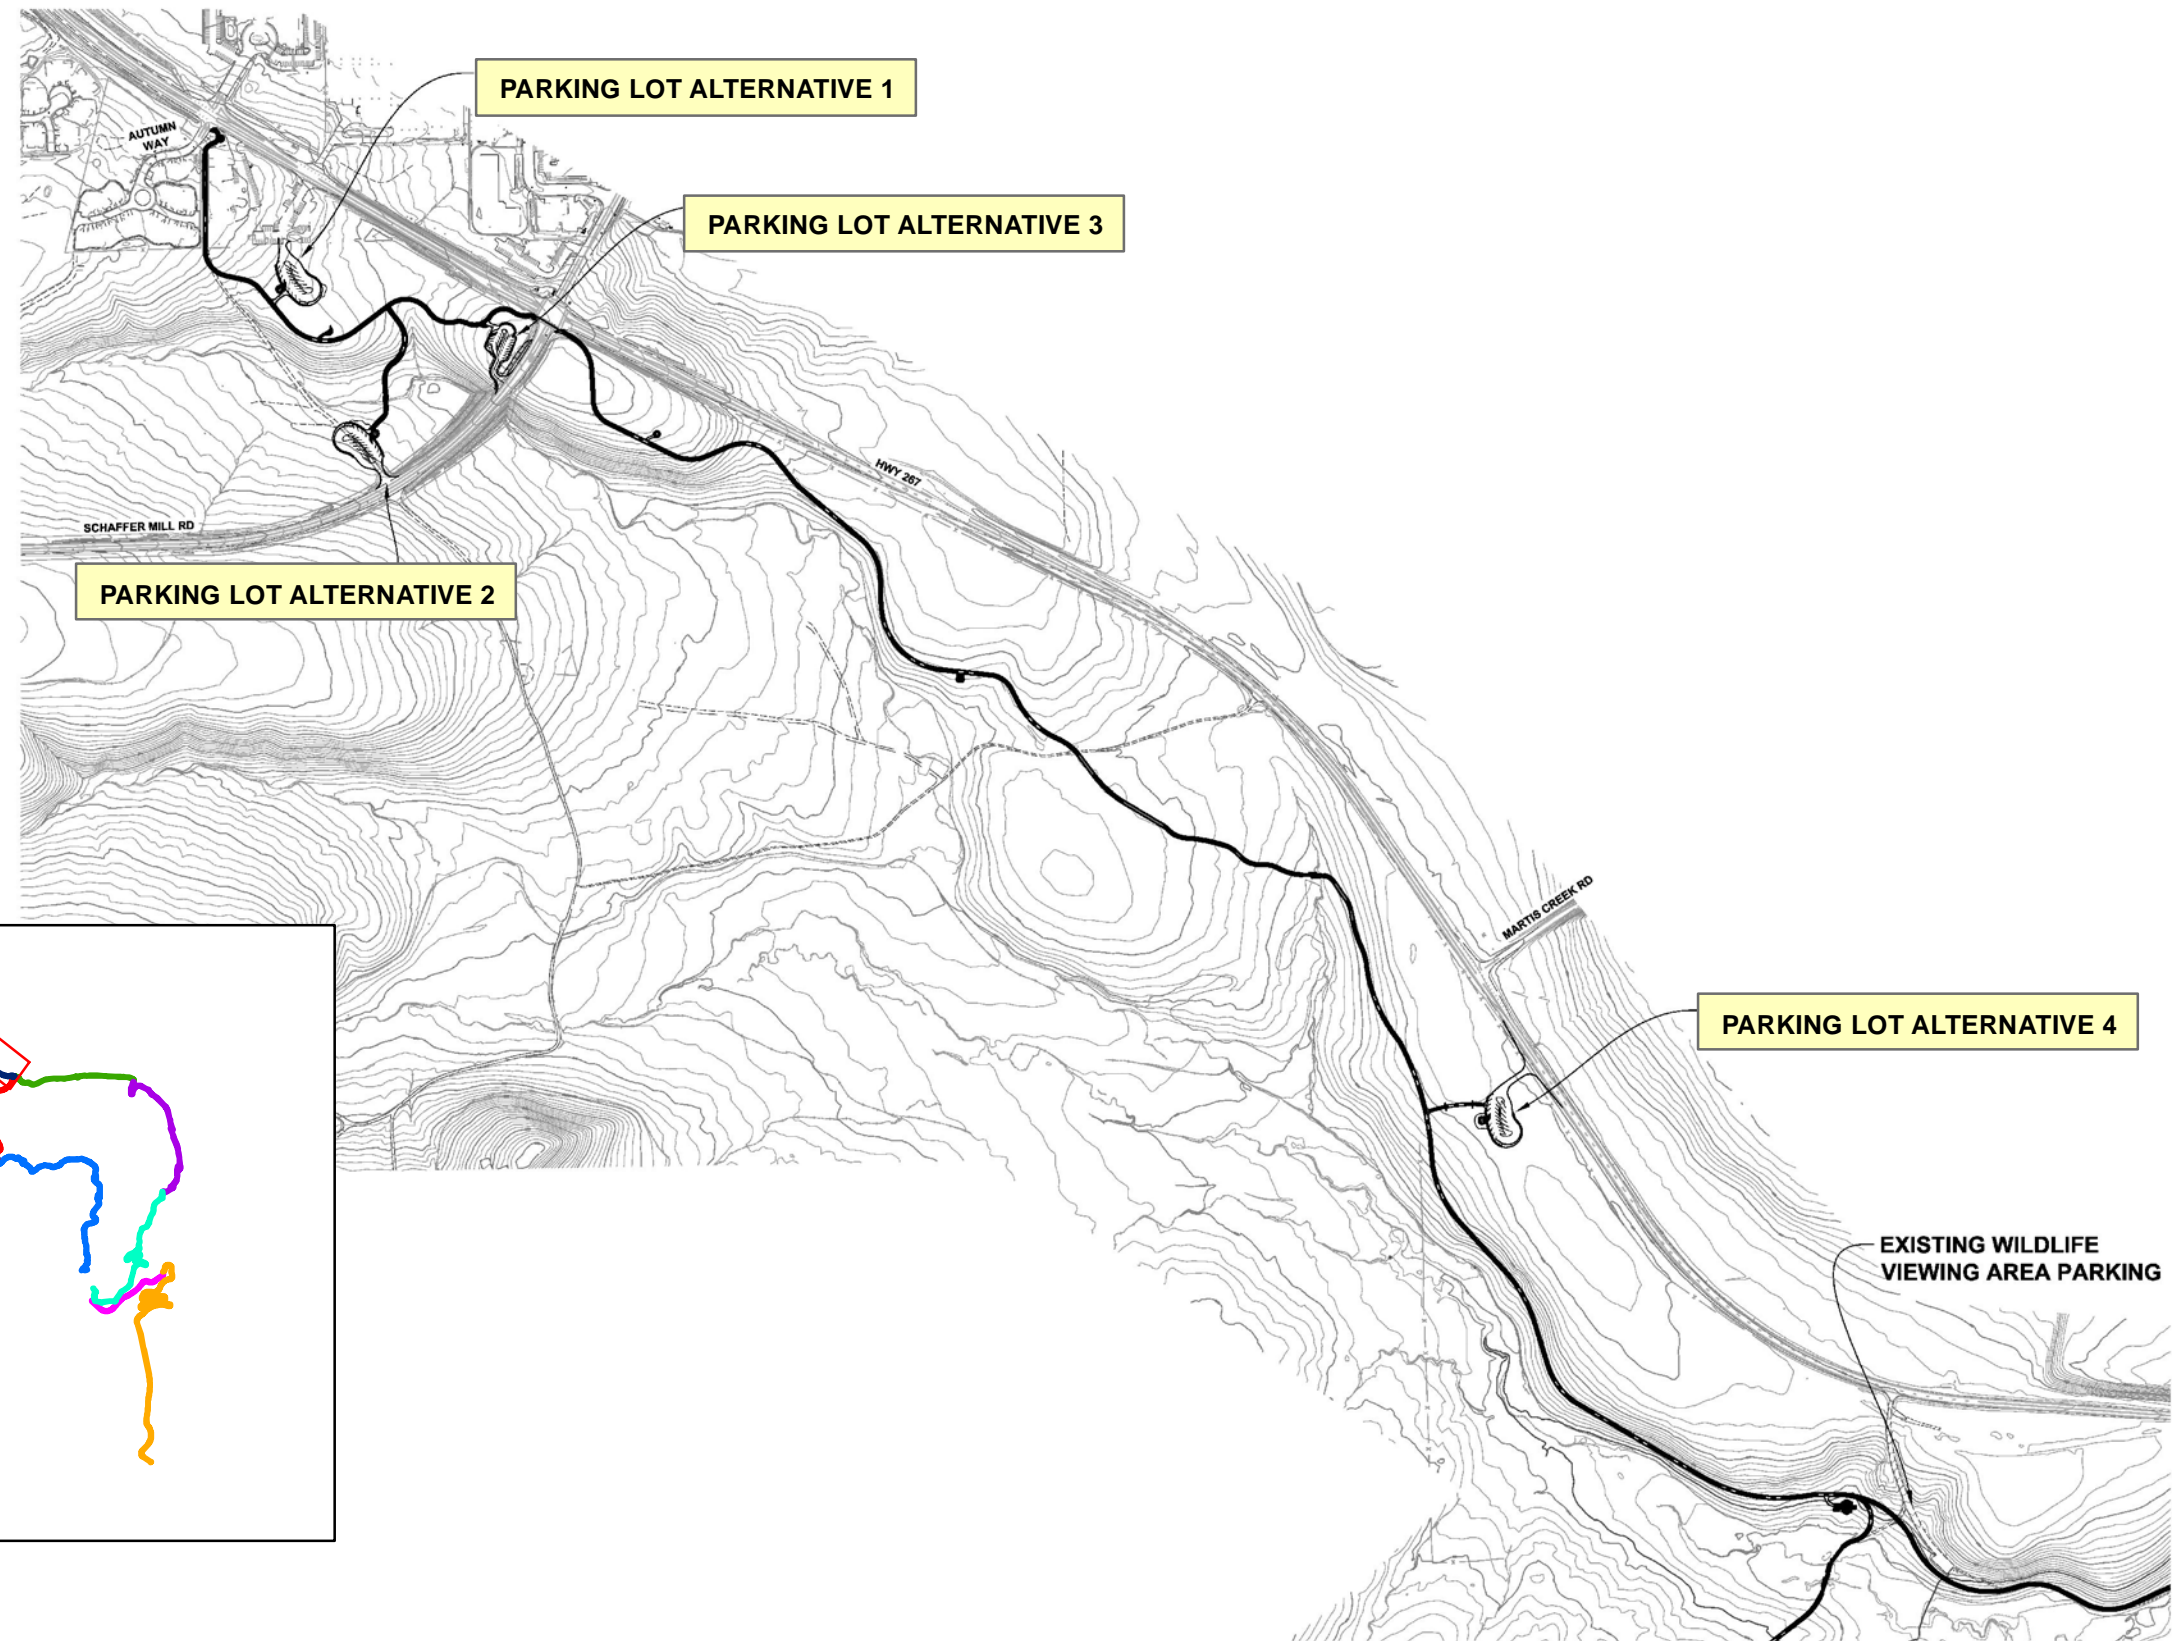 PARKING LOT ALTERNATIVE 1
AUTUMN
WAY
PARKING LOT ALTERNATIVE 3
HWY 267
SCHAFFER MILL RD
PARKING LOT ALTERNATIVE 2
MARTIS CREEK RD
PARKING LOT ALTERNATIVE 4
EXISTING WILDLIFE
VIEWING AREA PARKING